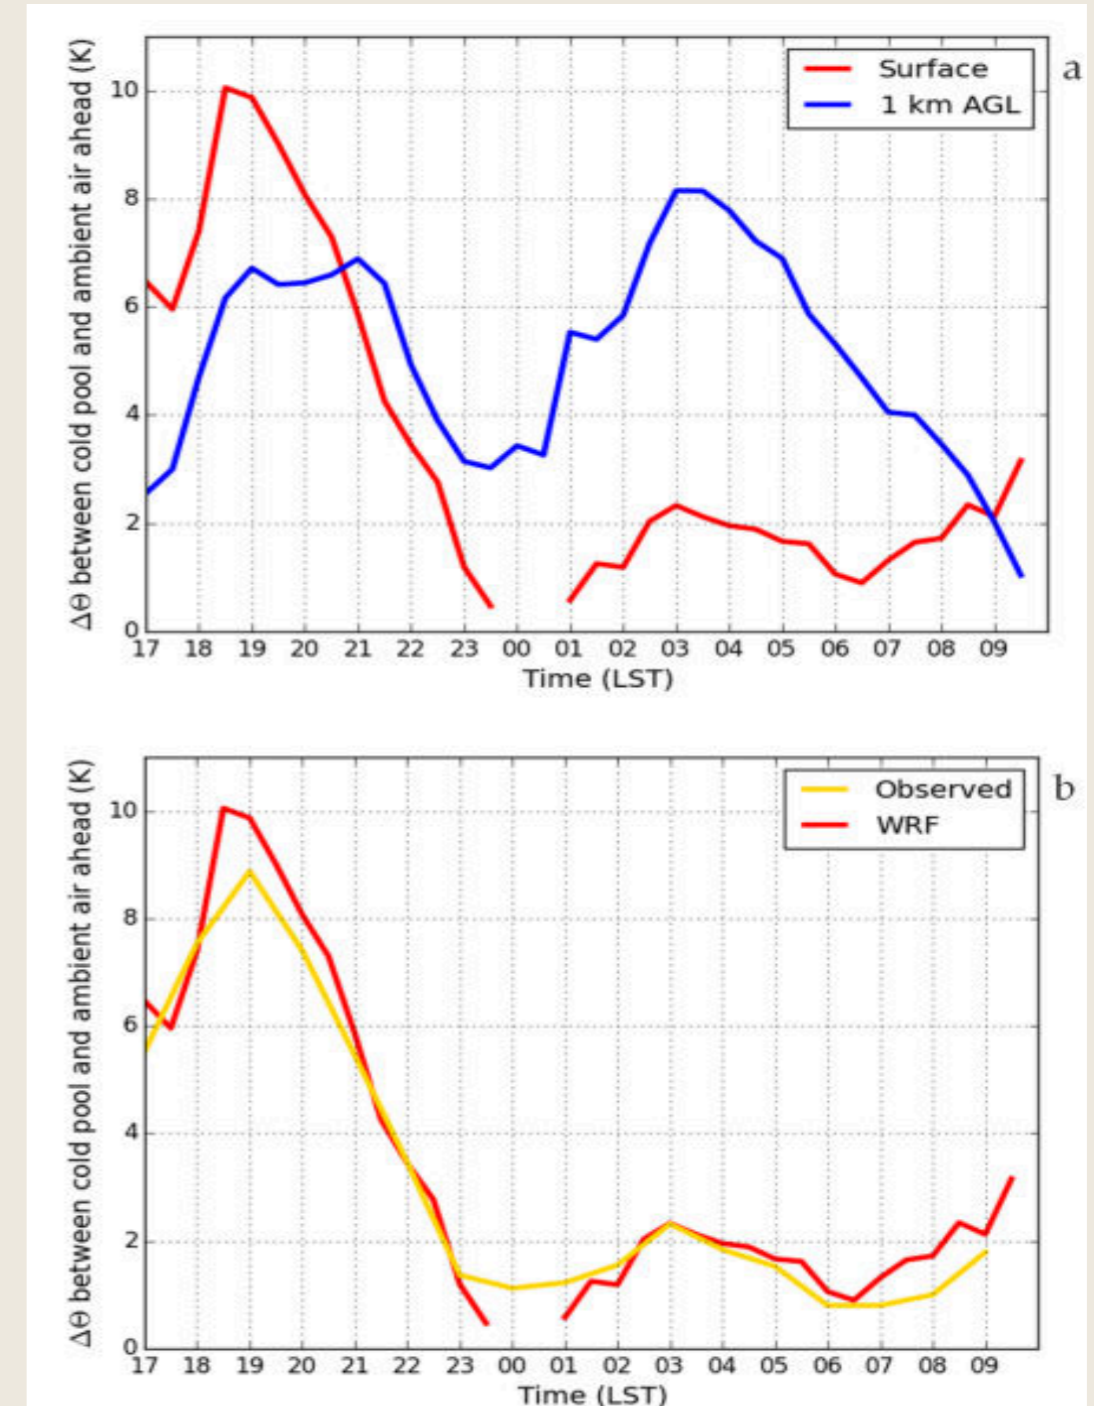 ΔΘ between cold pool and ambient air ahead (K)
10
8
6
4
2
0
Surface
1 km AGL
a
17 18 19 20 21 22 23 00 01 02 03 04 05 06 07 08 09
Time (LST)
ΔΘ between cold pool and ambient air ahead (K)
10
8
6
4
2
0
Observed
WRF
b
17 18 19 20 21 22 23 00 01 02 03 04 05 06 07 08 09
Time (LST)